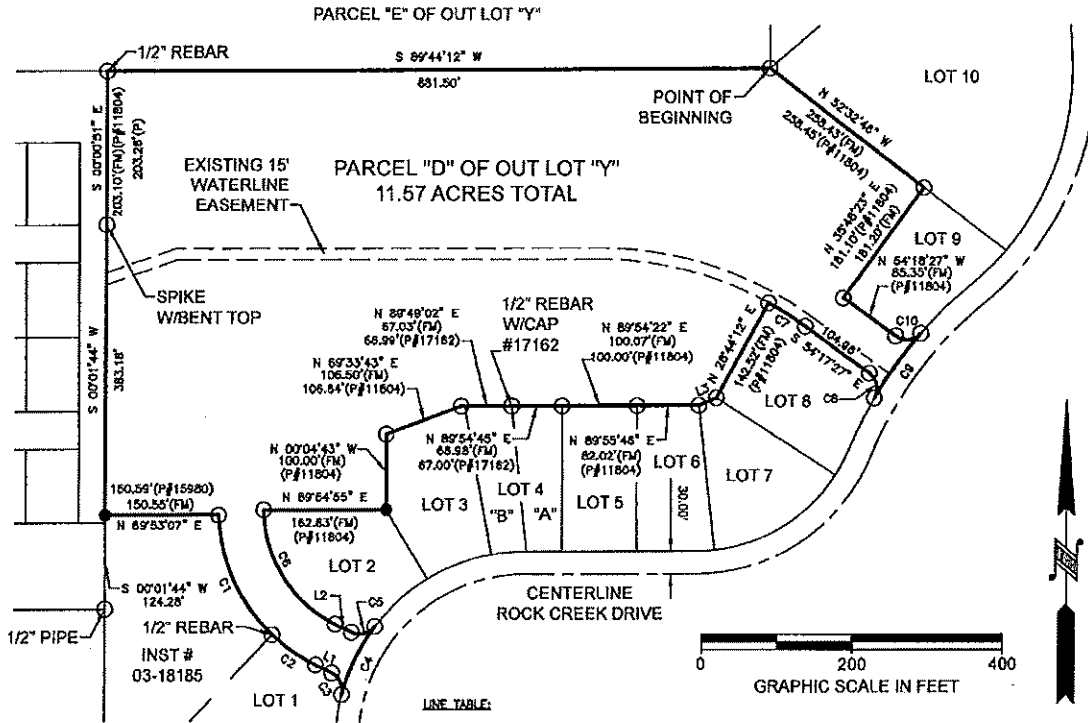 PARCEL "E" OF OUT LOT "Y"
1/2" REBAR
S 89°44'12" W
881.50'
LOT 10
POINT OF
BEGINNING
N 52°32'46" W
258.43'(FM)
258.45'(P#11804)
S 00°00'51" E
203.10'(FM)(P#11804)
203.28'(P)
EXISTING 15'
WATERLINE
EASEMENT
PARCEL "D" OF OUT LOT "Y"
11.57 ACRES TOTAL
N 35°48'23" E
181.10'(P#11804)
181.20'(FM)
LOT 9
N 54°18'27" W
85.35'(FM)
(P#11804)
SPIKE
W/BENT TOP
S 00°01'44" W
383.18'
N 89°49'02" E
67.03'(FM)
66.99'(P#17162)
1/2" REBAR
W/CAP
#17162
N 69°33'43" E
106.50'(FM)
106.84'(P#11804)
N 89°54'22" E
100.07'(FM)
100.00'(P#11804)
L3
N 28°44'12" E
142.52'(FM)
(P#11804)
C7
S 54°17'27" E
104.98'
C10
C9
C8
LOT 8
N 00°04'43" W
100.00'(FM)
(P#11804)
N 89°54'45" E
66.98'(FM)
67.00'(P#17162)
N 89°55'48" E
82.02'(FM)
(P#11804)
LOT 6
LOT 7
LOT 3
LOT 4
"B"
"A"
LOT 5
30.00'
150.59'(P#15980)
150.55'(FM)
N 89°53'07" E
N 89°54'55" E
162.83'(FM)
(P#11804)
LOT 2
C1
C6
L2
C5
S 00°01'44" W
124.28'
CENTERLINE
ROCK CREEK DRIVE
1/2" PIPE
1/2" REBAR
INST #
03-18185
C2
L1
C3
C4
LOT 1
0 200 400
GRAPHIC SCALE IN FEET
LINE TABLE: